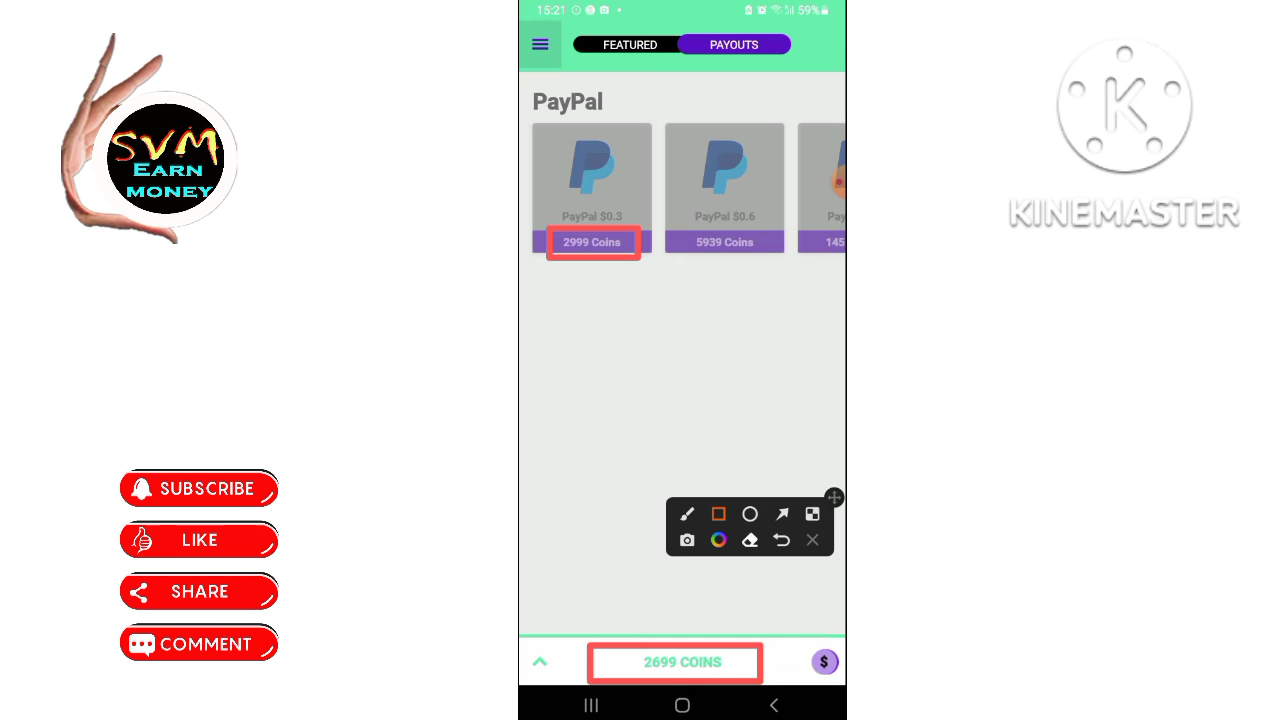 SVM
EARN
MONEY
SUBSCRIBE
LIKE
SHARE
COMMENT
15:21
59%
FEATURED
PAYOUTS
PayPal
PayPal $0.3
2999 Coins
PayPal $0.6
5939 Coins
Pay
145
2699 COINS
$
K
KINEMASTER